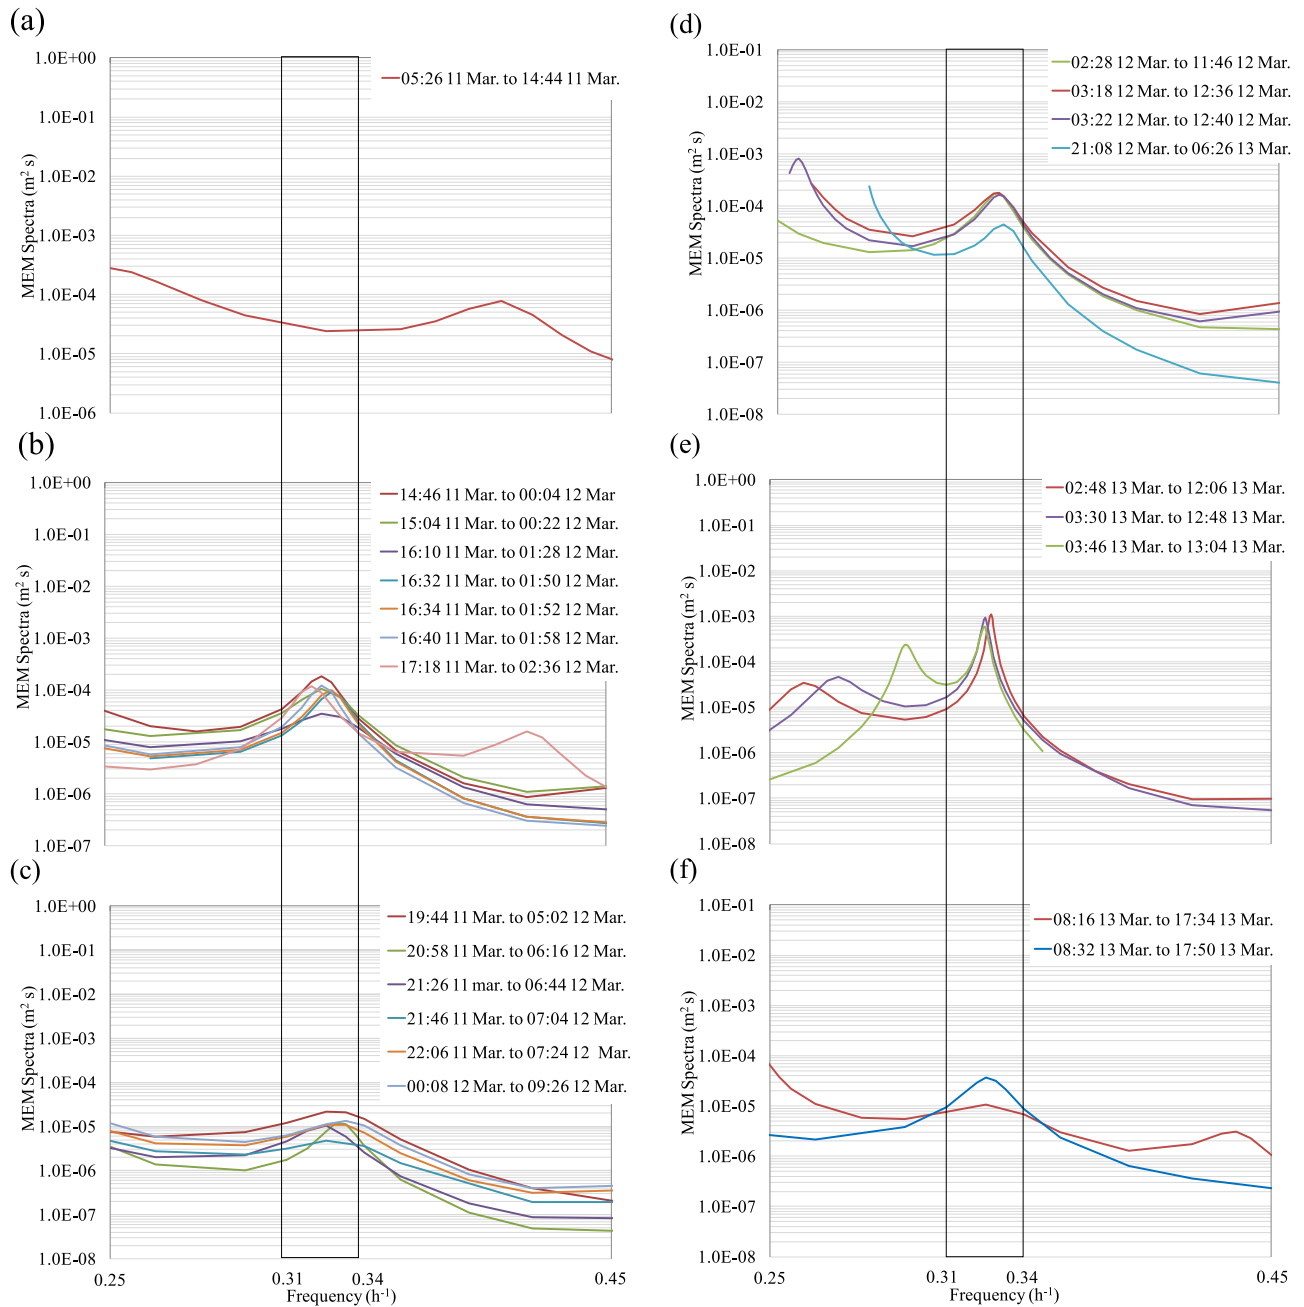 (a)
MEM Spectra (m² s)
1.0E+00
1.0E-01
1.0E-02
1.0E-03
1.0E-04
1.0E-05
1.0E-06
05:26 11 Mar. to 14:44 11 Mar.
(b)
MEM Spectra (m² s)
1.0E+00
1.0E-01
1.0E-02
1.0E-03
1.0E-04
1.0E-05
1.0E-06
1.0E-07
14:46 11 Mar. to 00:04 12 Mar
15:04 11 Mar. to 00:22 12 Mar.
16:10 11 Mar. to 01:28 12 Mar.
16:32 11 Mar. to 01:50 12 Mar.
16:34 11 Mar. to 01:52 12 Mar.
16:40 11 Mar. to 01:58 12 Mar.
17:18 11 Mar. to 02:36 12 Mar.
(c)
MEM Spectra (m² s)
1.0E+00
1.0E-01
1.0E-02
1.0E-03
1.0E-04
1.0E-05
1.0E-06
1.0E-07
1.0E-08
19:44 11 Mar. to 05:02 12 Mar.
20:58 11 Mar. to 06:16 12 Mar.
21:26 11 mar. to 06:44 12 Mar.
21:46 11 Mar. to 07:04 12 Mar.
22:06 11 Mar. to 07:24 12 Mar.
00:08 12 Mar. to 09:26 12 Mar.
0.25 0.31 0.34 0.45
Frequency (h⁻¹)
(d)
MEM Spectra (m² s)
1.0E-01
1.0E-02
1.0E-03
1.0E-04
1.0E-05
1.0E-06
1.0E-07
1.0E-08
02:28 12 Mar. to 11:46 12 Mar.
03:18 12 Mar. to 12:36 12 Mar.
03:22 12 Mar. to 12:40 12 Mar.
21:08 12 Mar. to 06:26 13 Mar.
(e)
MEM Spectra (m² s)
1.0E+00
1.0E-01
1.0E-02
1.0E-03
1.0E-04
1.0E-05
1.0E-06
1.0E-07
1.0E-08
02:48 13 Mar. to 12:06 13 Mar.
03:30 13 Mar. to 12:48 13 Mar.
03:46 13 Mar. to 13:04 13 Mar.
(f)
MEM Spectra (m² s)
1.0E-01
1.0E-02
1.0E-03
1.0E-04
1.0E-05
1.0E-06
1.0E-07
1.0E-08
08:16 13 Mar. to 17:34 13 Mar.
08:32 13 Mar. to 17:50 13 Mar.
0.25 0.31 0.34 0.45
Frequency (h⁻¹)